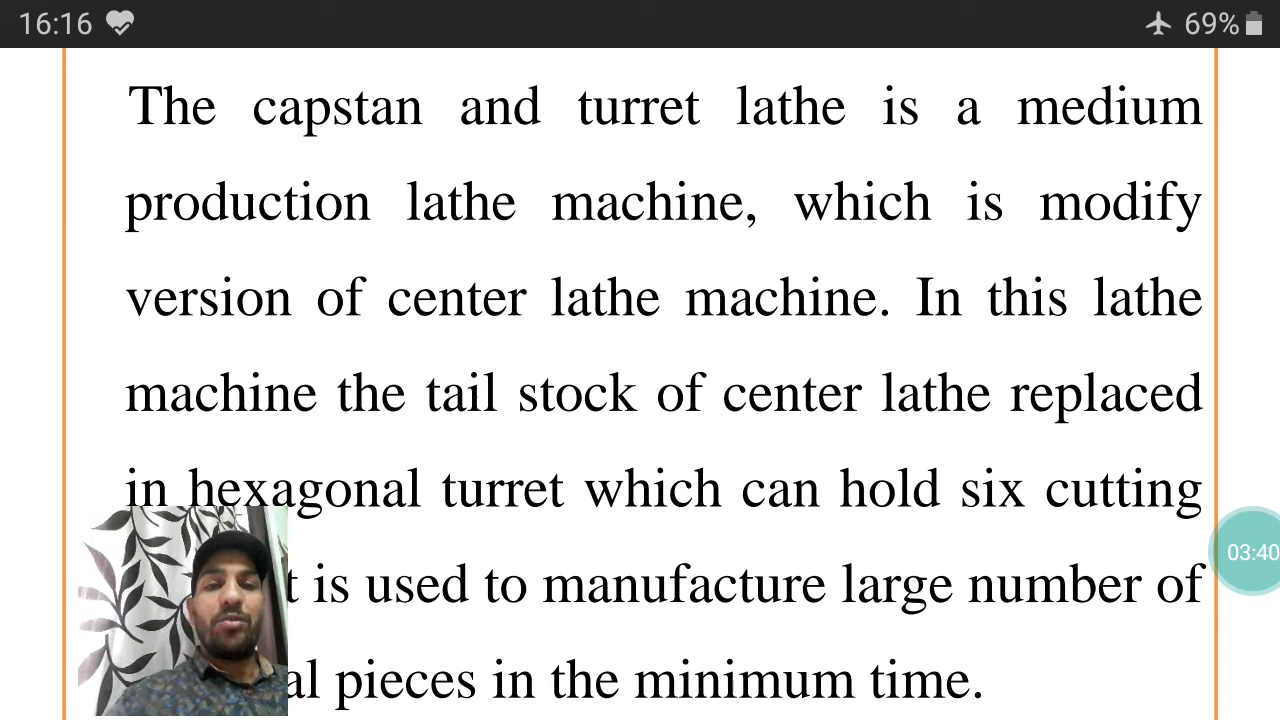 16:16 69%
The capstan and turret lathe is a medium
production lathe machine, which is modify
version of center lathe machine. In this lathe
machine the tail stock of center lathe replaced
in hexagonal turret which can hold six cutting
is used to manufacture large number of
pieces in the minimum time.
03:40